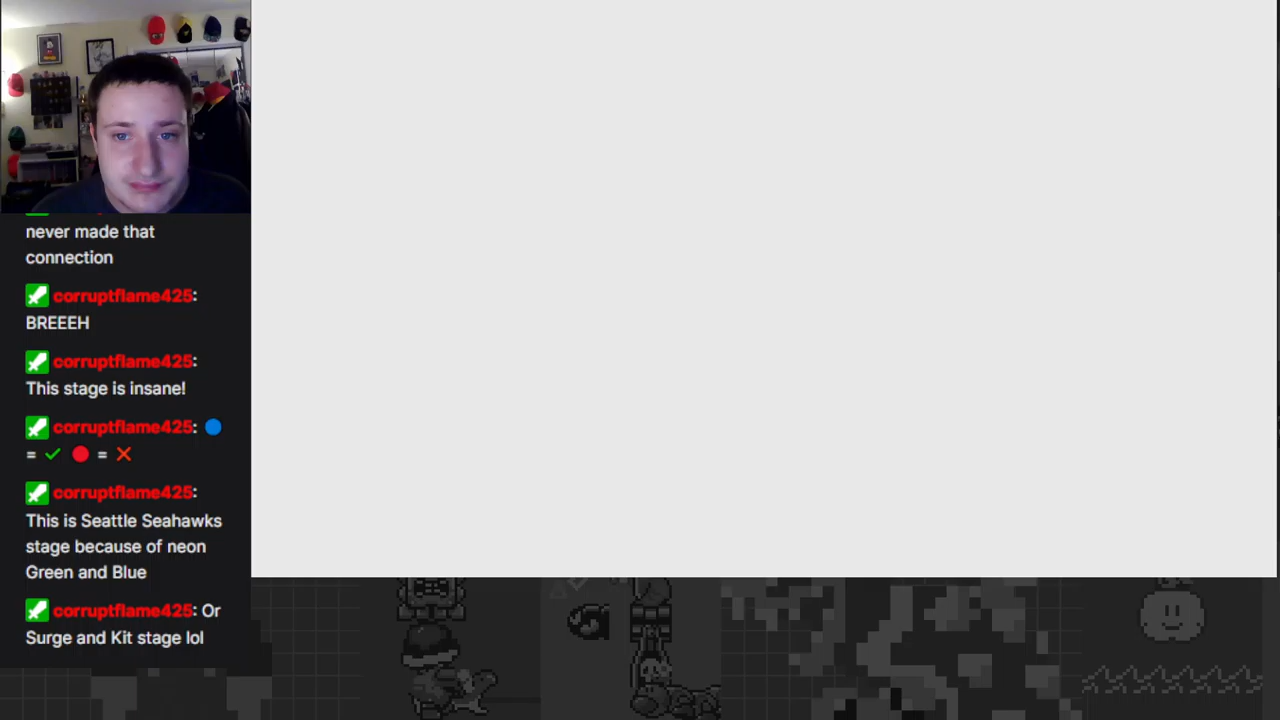 never made that
connection
corruptflame425:
BREEEH
corruptflame425:
This stage is insane!
corruptflame425: 🔵
= ✓ 🔴 = ❌
corruptflame425:
This is Seattle Seahawks
stage because of neon
Green and Blue
corruptflame425: Or
Surge and Kit stage lol